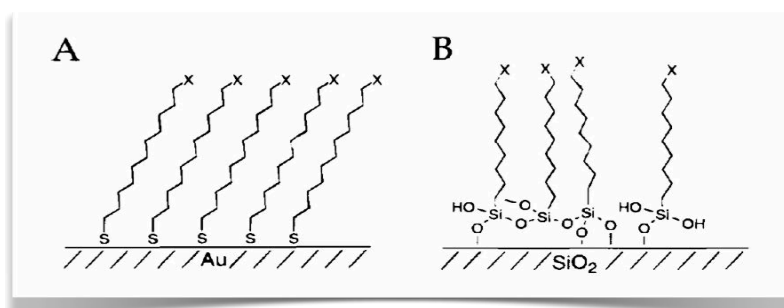 A
X X X X X
S S S S S
Au
B
X X X X
HO Si O Si O Si HO Si OH
O O
O O O O
SiO₂